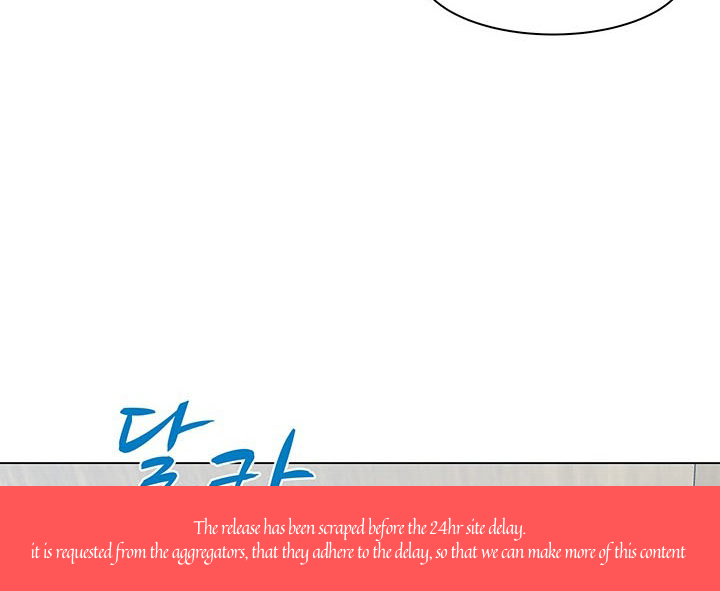 달칵
The release has been scraped before the 24hr site delay.
it is requested from the aggregators, that they adhere to the delay, so that we can make more of this content